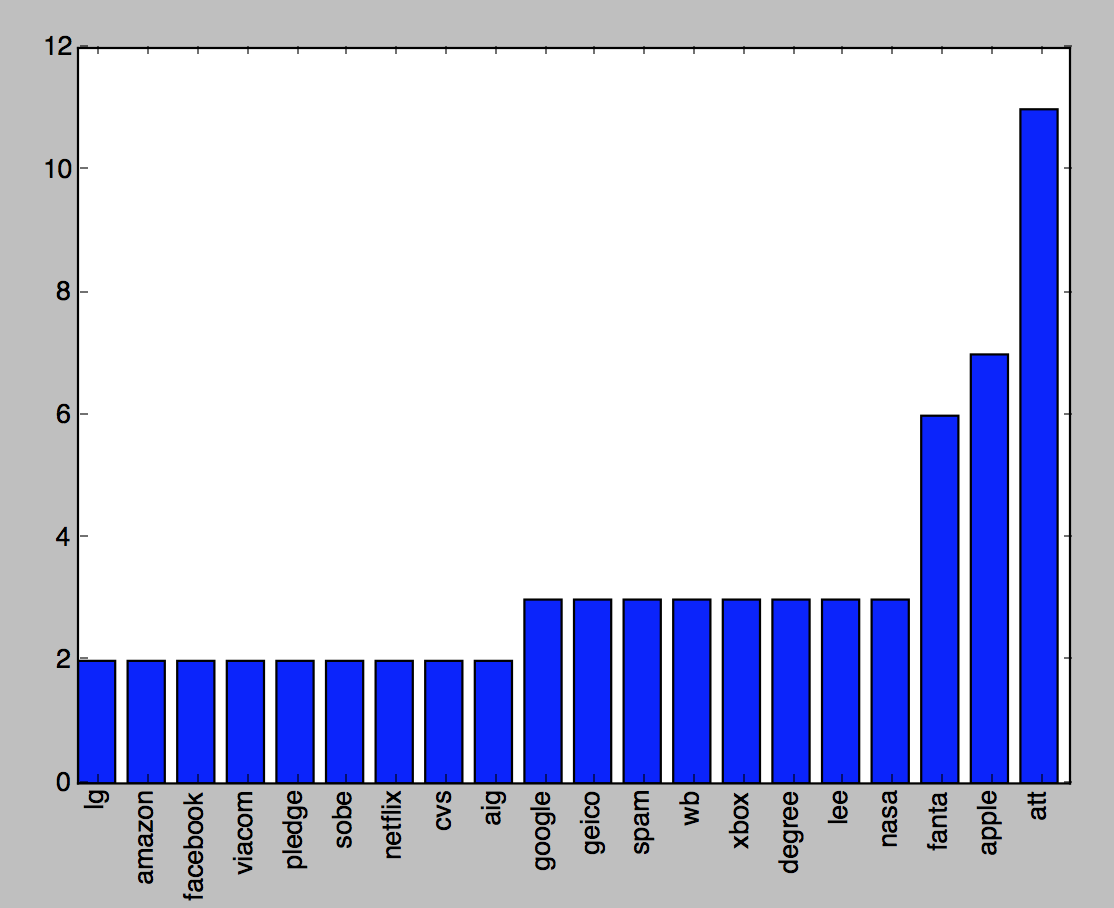 12
10
8
6
4
2
0
lg
amazon
facebook
viacom
pledge
sobe
netflix
cvs
aig
google
geico
spam
wb
xbox
degree
lee
nasa
fanta
apple
att